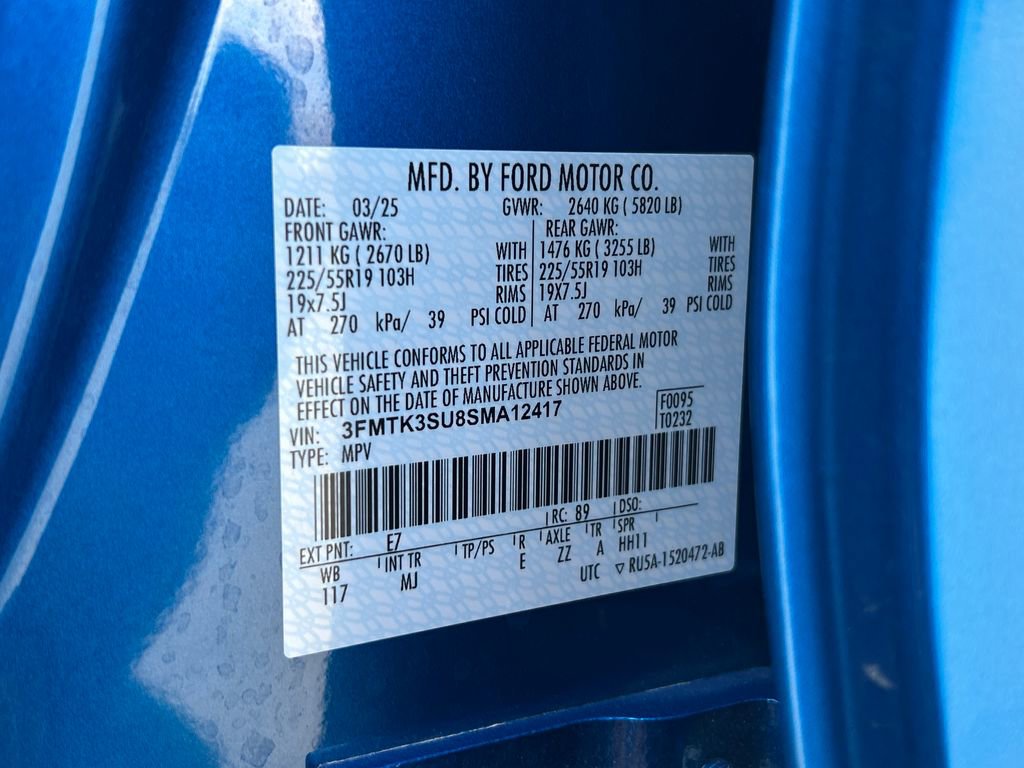 MFD. BY FORD MOTOR CO.
DATE: 03/25 GVWR: 2640 KG ( 5820 LB)
FRONT GAWR: REAR GAWR:
1211 KG ( 2670 LB) WITH 1476 KG ( 3255 LB) WITH
225/55R19 103H TIRES 225/55R19 103H TIRES
19x7.5J RIMS 19x7.5J RIMS
AT 270 kPa/ 39 PSI COLD AT 270 kPa/ 39 PSI COLD
THIS VEHICLE CONFORMS TO ALL APPLICABLE FEDERAL MOTOR
VEHICLE SAFETY AND THEFT PREVENTION STANDARDS IN
EFFECT ON THE DATE OF MANUFACTURE SHOWN ABOVE.
VIN: 3FMTK3SU8SMA12417 F0095
TYPE: MPV T0232
EXT PNT: E7 RC: 89 DSO:
WB INT TR TP/PS R AXLE TR SPR
117 MJ E ZZ A HH11
UTC ▽ RU5A-1520472-AB